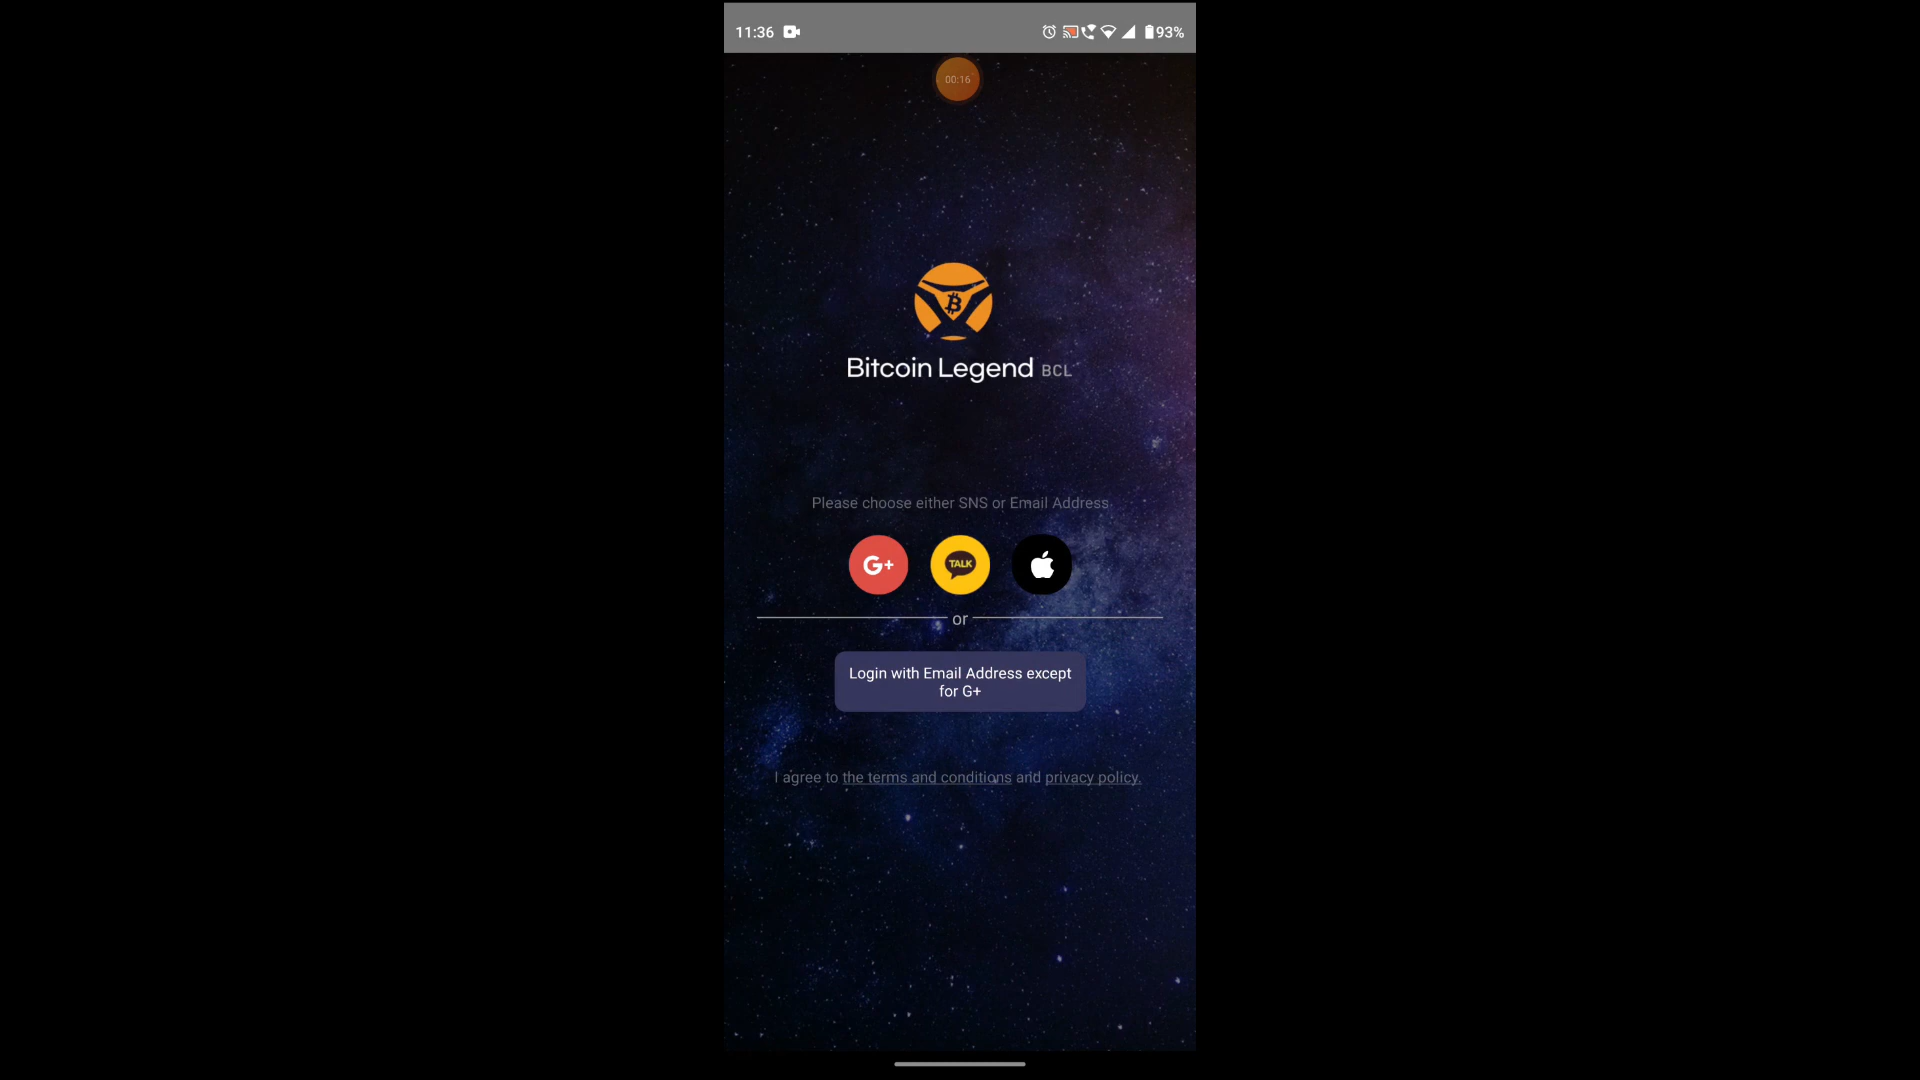 11:36
93%
00:16
Bitcoin Legend BCL
Please choose either SNS or Email Address
G+
TALK
or
Login with Email Address except
for G+
I agree to the terms and conditions and privacy policy.